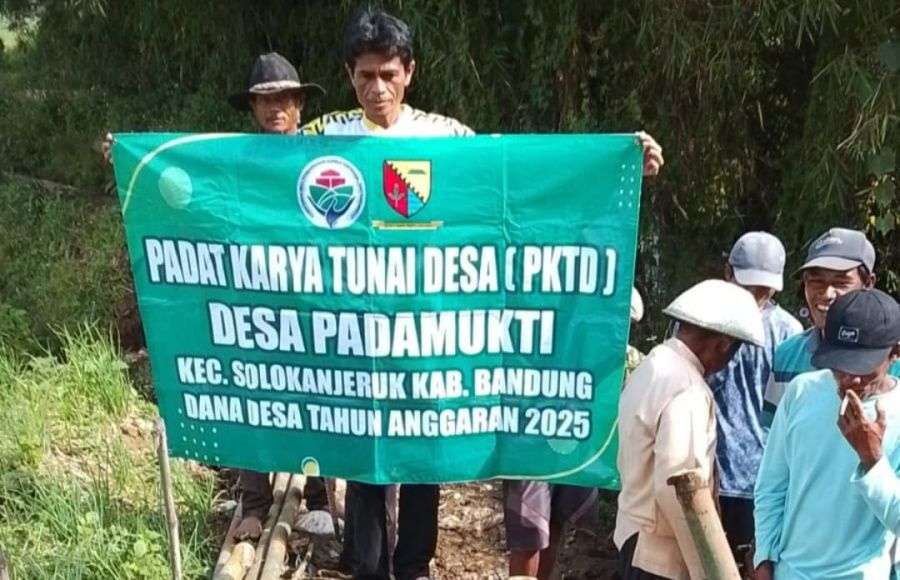 PADAT KARYA TUNAI DESA ( PKTD )
DESA PADAMUKTI
KEC. SOLOKANJERUK KAB. BANDUNG
DANA DESA TAHUN ANGGARAN 2025